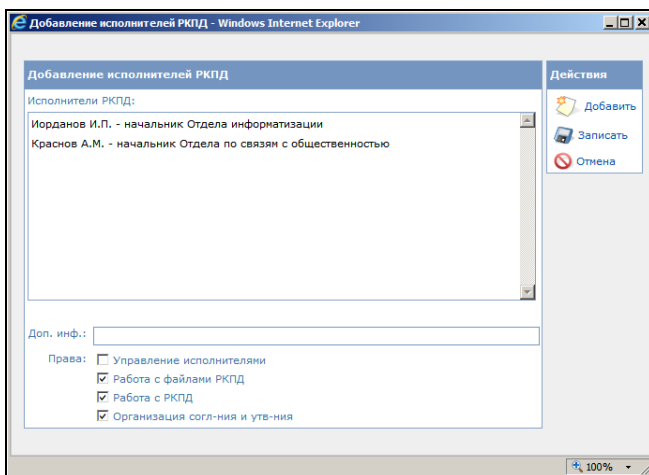 Добавление исполнителей РКПД - Windows Internet Explorer
Добавление исполнителей РКПД
Действия
Исполнители РКПД:
Добавить
Иорданов И.П. - начальник Отдела информатизации
Записать
Краснов А.М. - начальник Отдела по связям с общественностью
Отмена
Доп. инф.:
Права: Управление исполнителями
Работа с файлами РКПД
Работа с РКПД
Организация согл-ния и утв-ния
100%